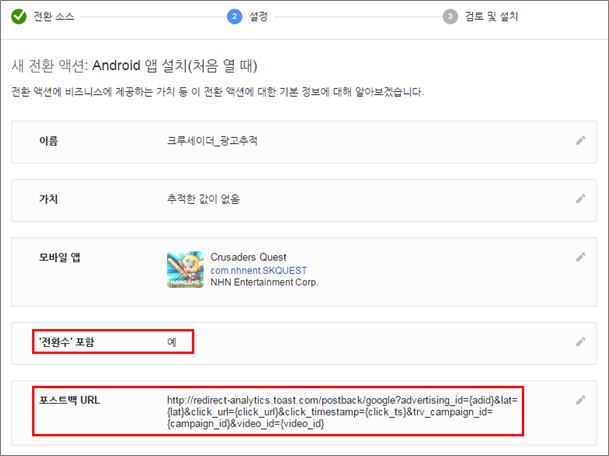 전환 소스
2 설정
3 검토 및 설치
새 전환 액션: Android 앱 설치(처음 열 때)
전환 액션에 비즈니스에 제공하는 가치 등 이 전환 액션에 대한 기본 정보에 대해 알아보겠습니다.
이름 크루세이더_광고추적
가치 추적한 값이 없음
모바일 앱 Crusaders Quest
com.nhnent.SKQUEST
NHN Entertainment Corp.
HANGAME
'전환수' 포함 예
포스트백 URL http://redirect-analytics.toast.com/postback/google?advertising_id={adid}&lat=
{lat}&click_url={click_url}&click_timestamp={click_ts}&trv_campaign_id=
{campaign_id}&video_id={video_id}